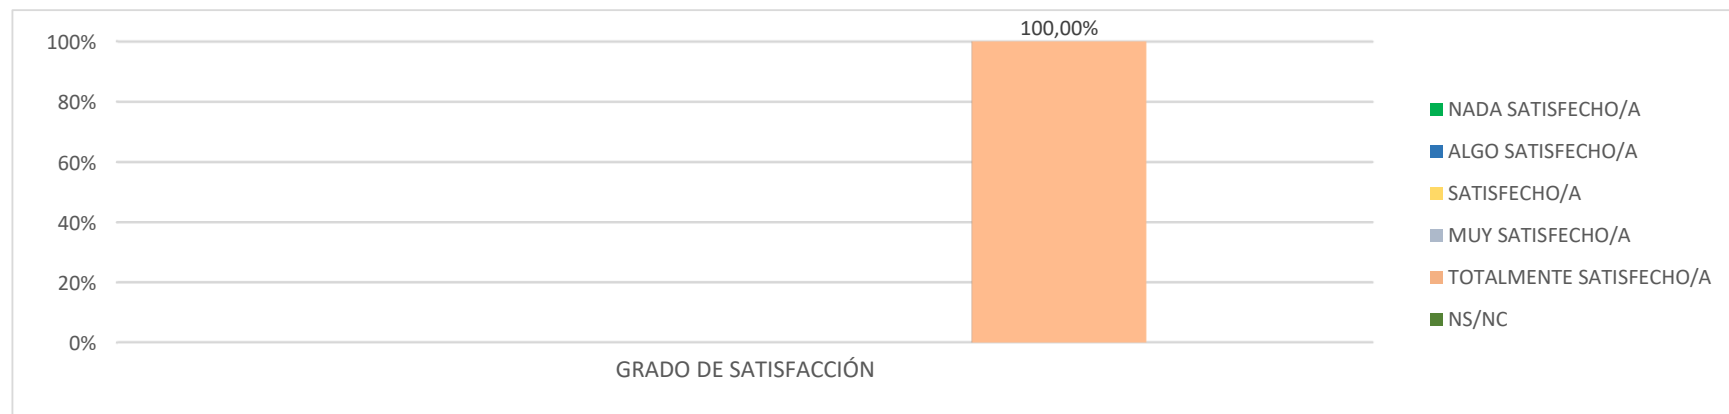 100,00%
100%
80%
60%
40%
20%
0%
GRADO DE SATISFACCIÓN
NADA SATISFECHO/A
ALGO SATISFECHO/A
SATISFECHO/A
MUY SATISFECHO/A
TOTALMENTE SATISFECHO/A
NS/NC